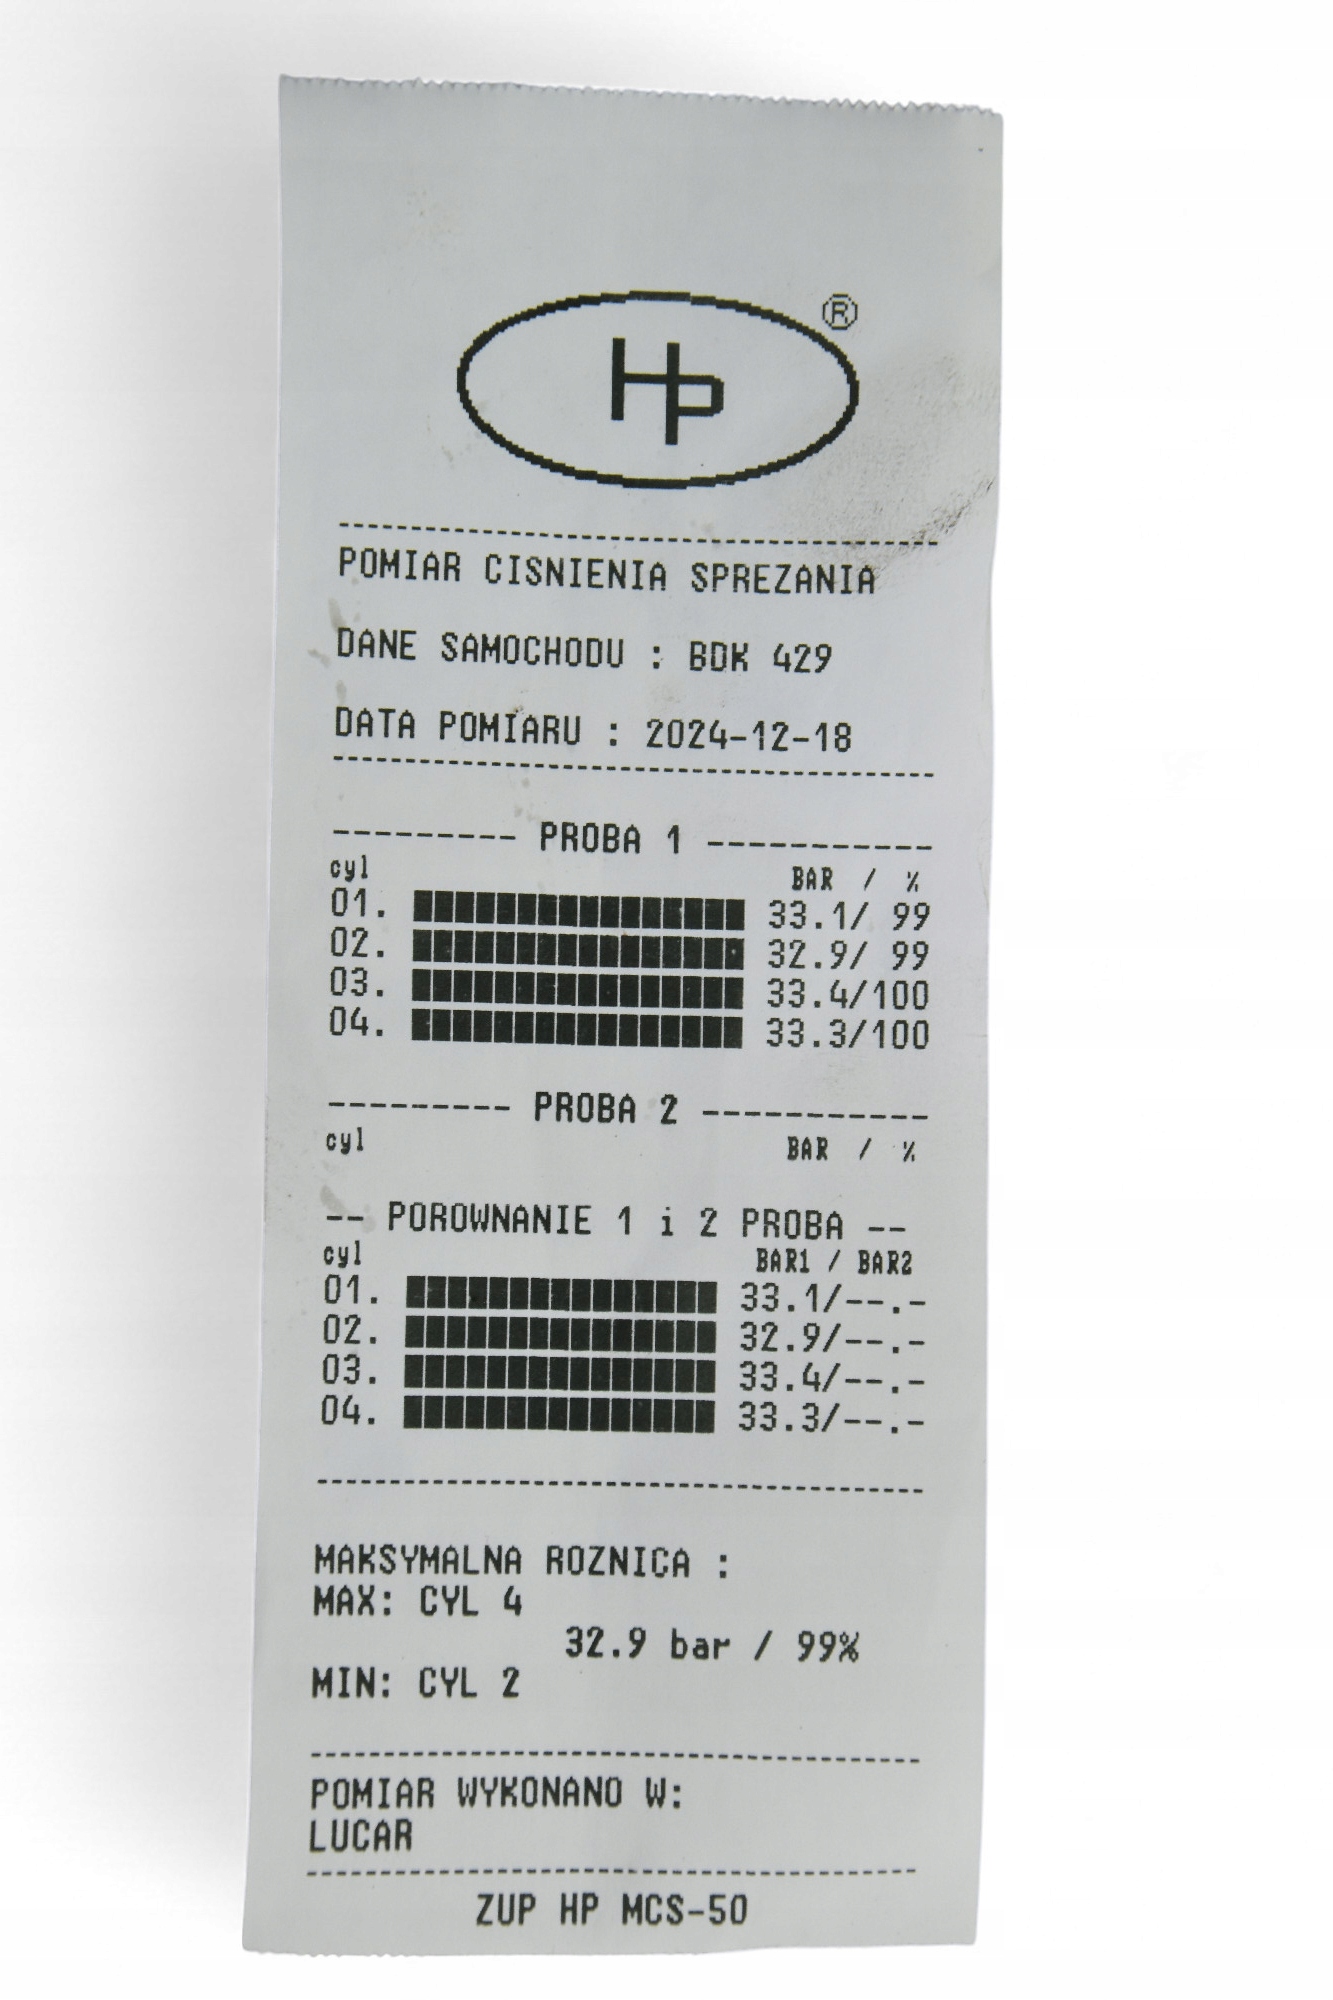 HP ®
POMIAR CISNIENIA SPREZANIA
DANE SAMOCHODU : BDK 429
DATA POMIARU : 2024-12-18
--------- PROBA 1 -----------
cyl BAR / %
01. 33.1/ 99
02. 32.9/ 99
03. 33.4/100
04. 33.3/100
--------- PROBA 2 -----------
cyl BAR / %
-- POROWNANIE 1 i 2 PROBA --
cyl BAR1 / BAR2
01. 33.1/--.-
02. 32.9/--.-
03. 33.4/--.-
04. 33.3/--.-
MAKSYMALNA ROZNICA :
MAX: CYL 4
32.9 bar / 99%
MIN: CYL 2
POMIAR WYKONANO W:
LUCAR
ZUP HP MCS-50